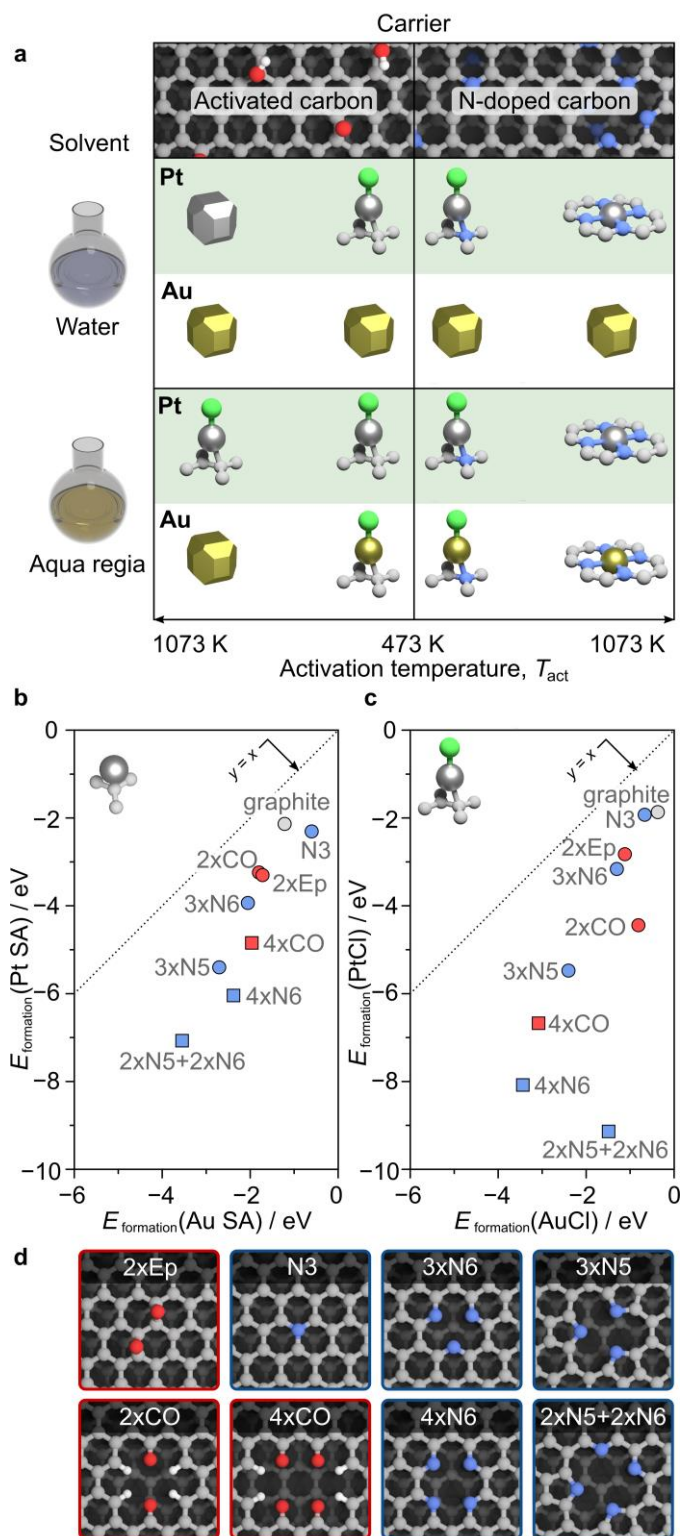 Carrier
a
Activated carbon
N-doped carbon
Solvent
Pt
Au
Water
Pt
Au
Aqua regia
1073 K
473 K
1073 K
Activation temperature, Tact
b
0
−2
−4
−6
−8
−10
Eformation(Pt SA) / eV
y = x
graphite
N3
2xCO
2xEp
3xN6
4xCO
3xN5
4xN6
2xN5+2xN6
−6
−4
−2
0
Eformation(Au SA) / eV
c
0
−2
−4
−6
−8
−10
Eformation(PtCl) / eV
y = x
graphite
N3
2xEp
3xN6
2xCO
3xN5
4xCO
4xN6
2xN5+2xN6
−6
−4
−2
0
Eformation(AuCl) / eV
d
2xEp
N3
3xN6
3xN5
2xCO
4xCO
4xN6
2xN5+2xN6